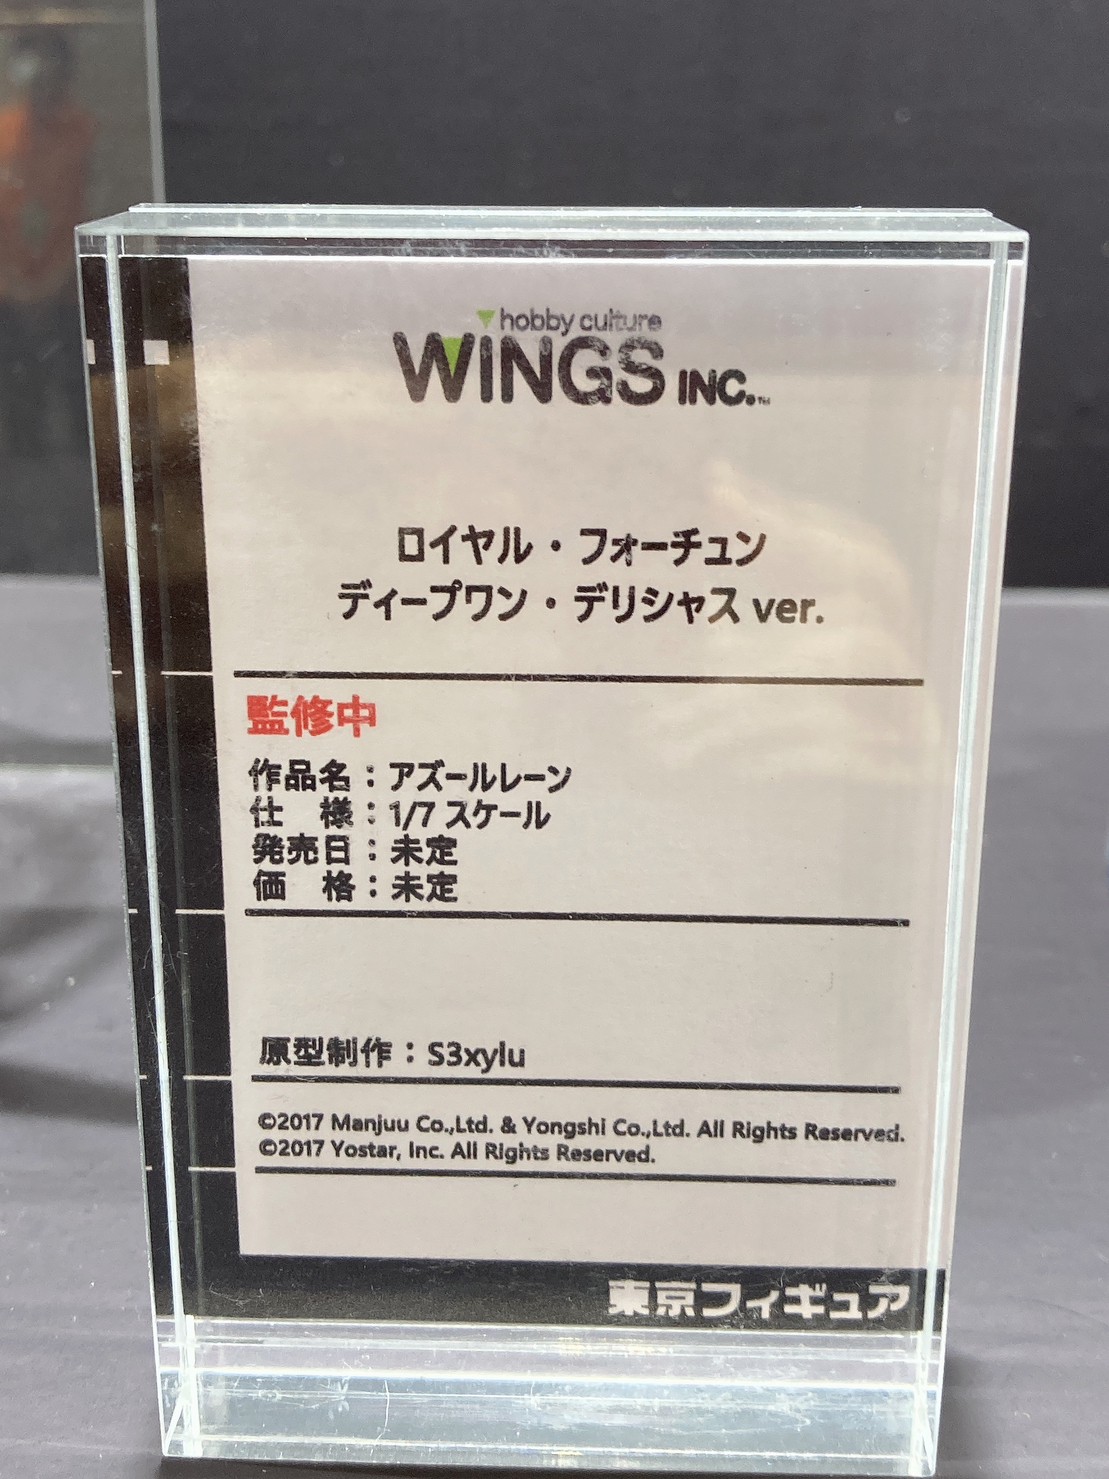 hobby culture
WINGS INC.™
ロイヤル・フォーチュン
ディープワン・デリシャス ver.
監修中
作品名：アズールレーン
仕　様：1/7 スケール
発売日：未定
価　格：未定
原型制作：S3xylu
©2017 Manjuu Co.,Ltd. & Yongshi Co.,Ltd. All Rights Reserved.
©2017 Yostar, Inc. All Rights Reserved.
東京フィギュア